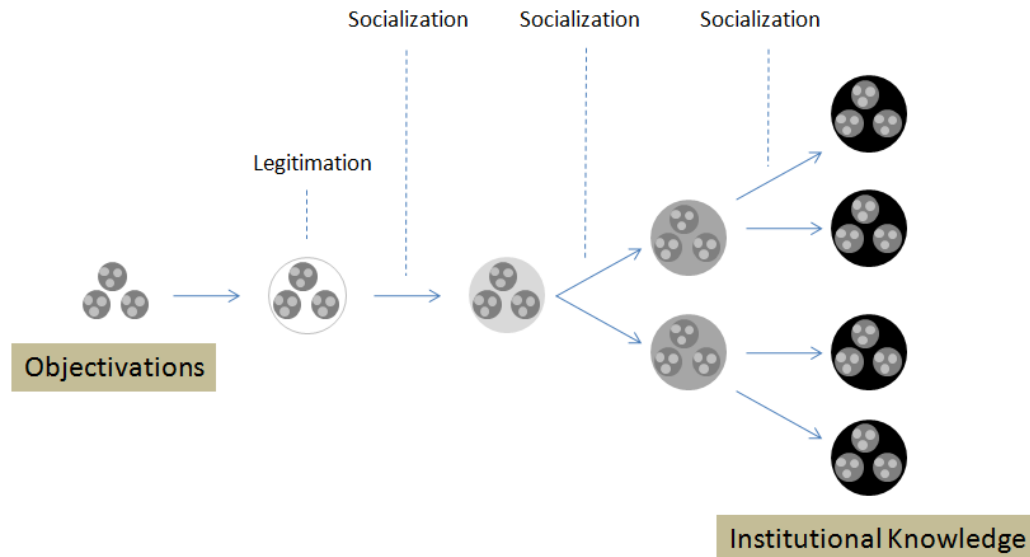 Socialization
Socialization
Socialization
Legitimation
Objectivations
Institutional Knowledge